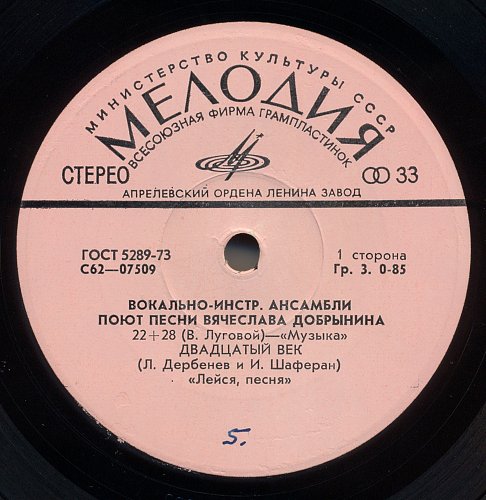 МИНИСТЕРСТВО КУЛЬТУРЫ СССР
МЕЛОДИЯ
ВСЕСОЮЗНАЯ ФИРМА ГРАМПЛАСТИНОК
СТЕРЕО
33
АПРЕЛЕВСКИЙ ОРДЕНА ЛЕНИНА ЗАВОД
ГОСТ 5289-73
С62—07509
1 сторона
Гр. 3. 0-85
ВОКАЛЬНО-ИНСТР. АНСАМБЛИ
ПОЮТ ПЕСНИ ВЯЧЕСЛАВА ДОБРЫНИНА
22+28 (В. Луговой)—«Музыка»
ДВАДЦАТЫЙ ВЕК
(Л. Дербенев и И. Шаферан)
«Лейся, песня»
5.